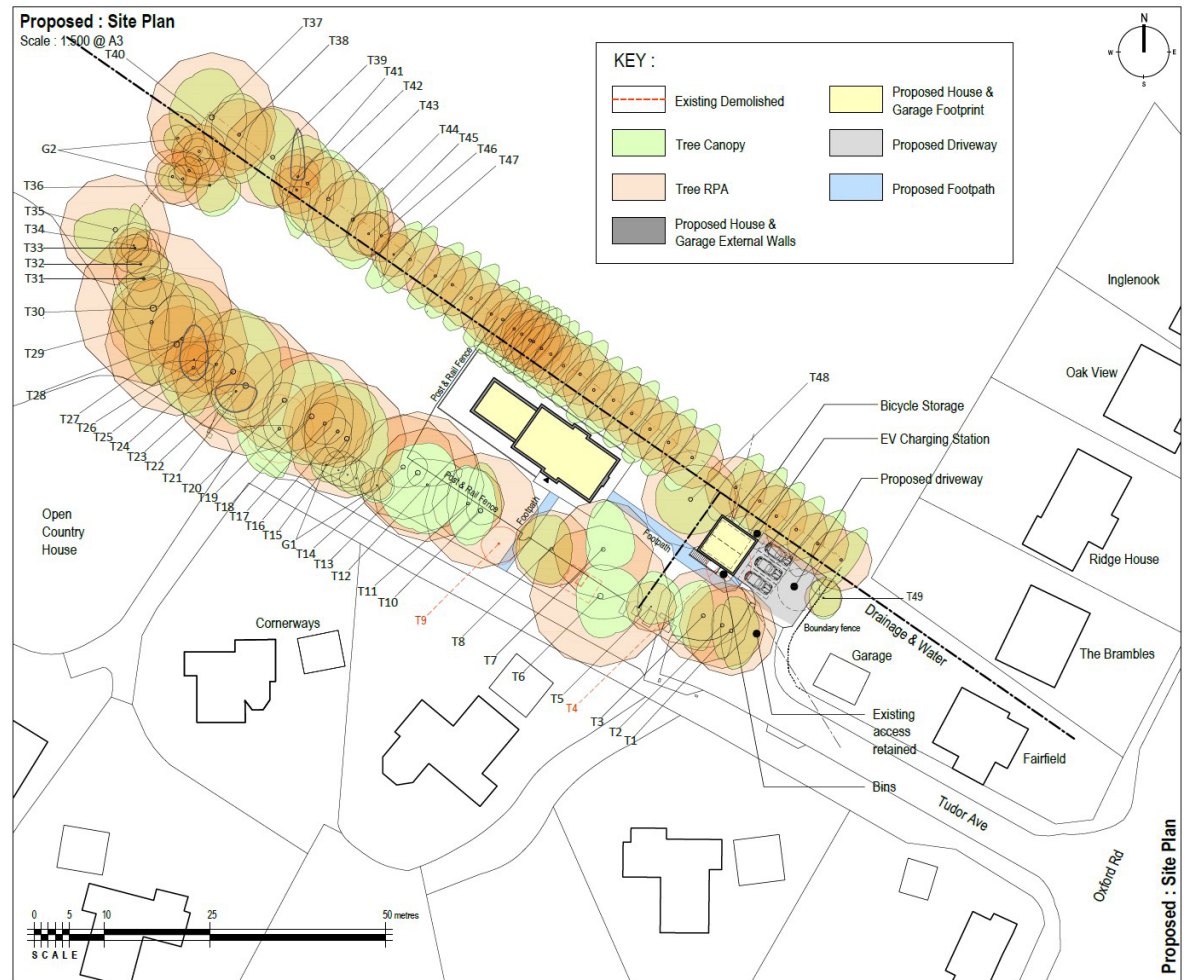 Proposed : Site Plan
Scale : 1:500 @ A3
T37
T38
T40
T39
T41
T42
T43
T44
T45
T46
T47
G2
T36
T35
T34
T33
T32
T31
T30
T29
T28
T27
T26
T25
T24
T23
T22
T21
T20
T19
T18
T17
T16
T15
G1
T14
T13
T12
T11
T10
T9
T8
T7
T6
T5
T4
T3
T2
T1
KEY :
Existing Demolished
Tree Canopy
Tree RPA
Proposed House &
Garage External Walls
Proposed House &
Garage Footprint
Proposed Driveway
Proposed Footpath
N
W
E
S
Inglenook
Oak View
Ridge House
The Brambles
Fairfield
T48
Bicycle Storage
EV Charging Station
Proposed driveway
T49
Boundary fence
Drainage & Water
Garage
Existing
access
retained
Bins
Post & Rail Fence
Post & Rail Fence
Footpath
Footpath
Open
Country
House
Cornerways
Tudor Ave
Oxford Rd
0 5 10 25 50 metres
SCALE
Proposed : Site Plan